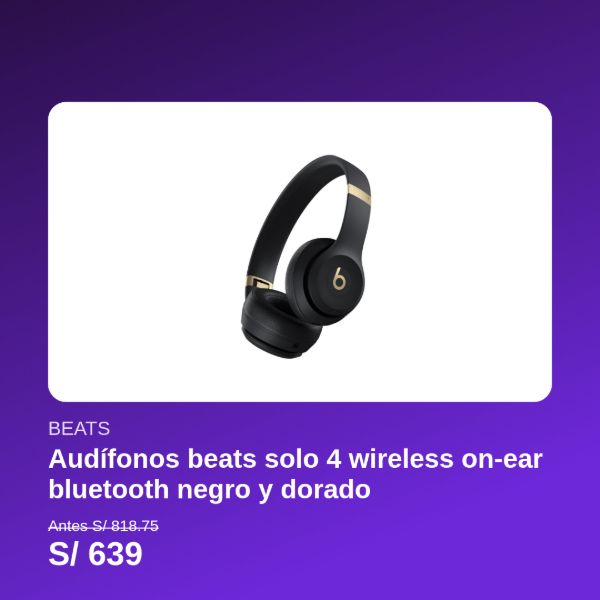 BEATS
Audífonos beats solo 4 wireless on-ear
bluetooth negro y dorado
Antes S/ 818.75
S/ 639